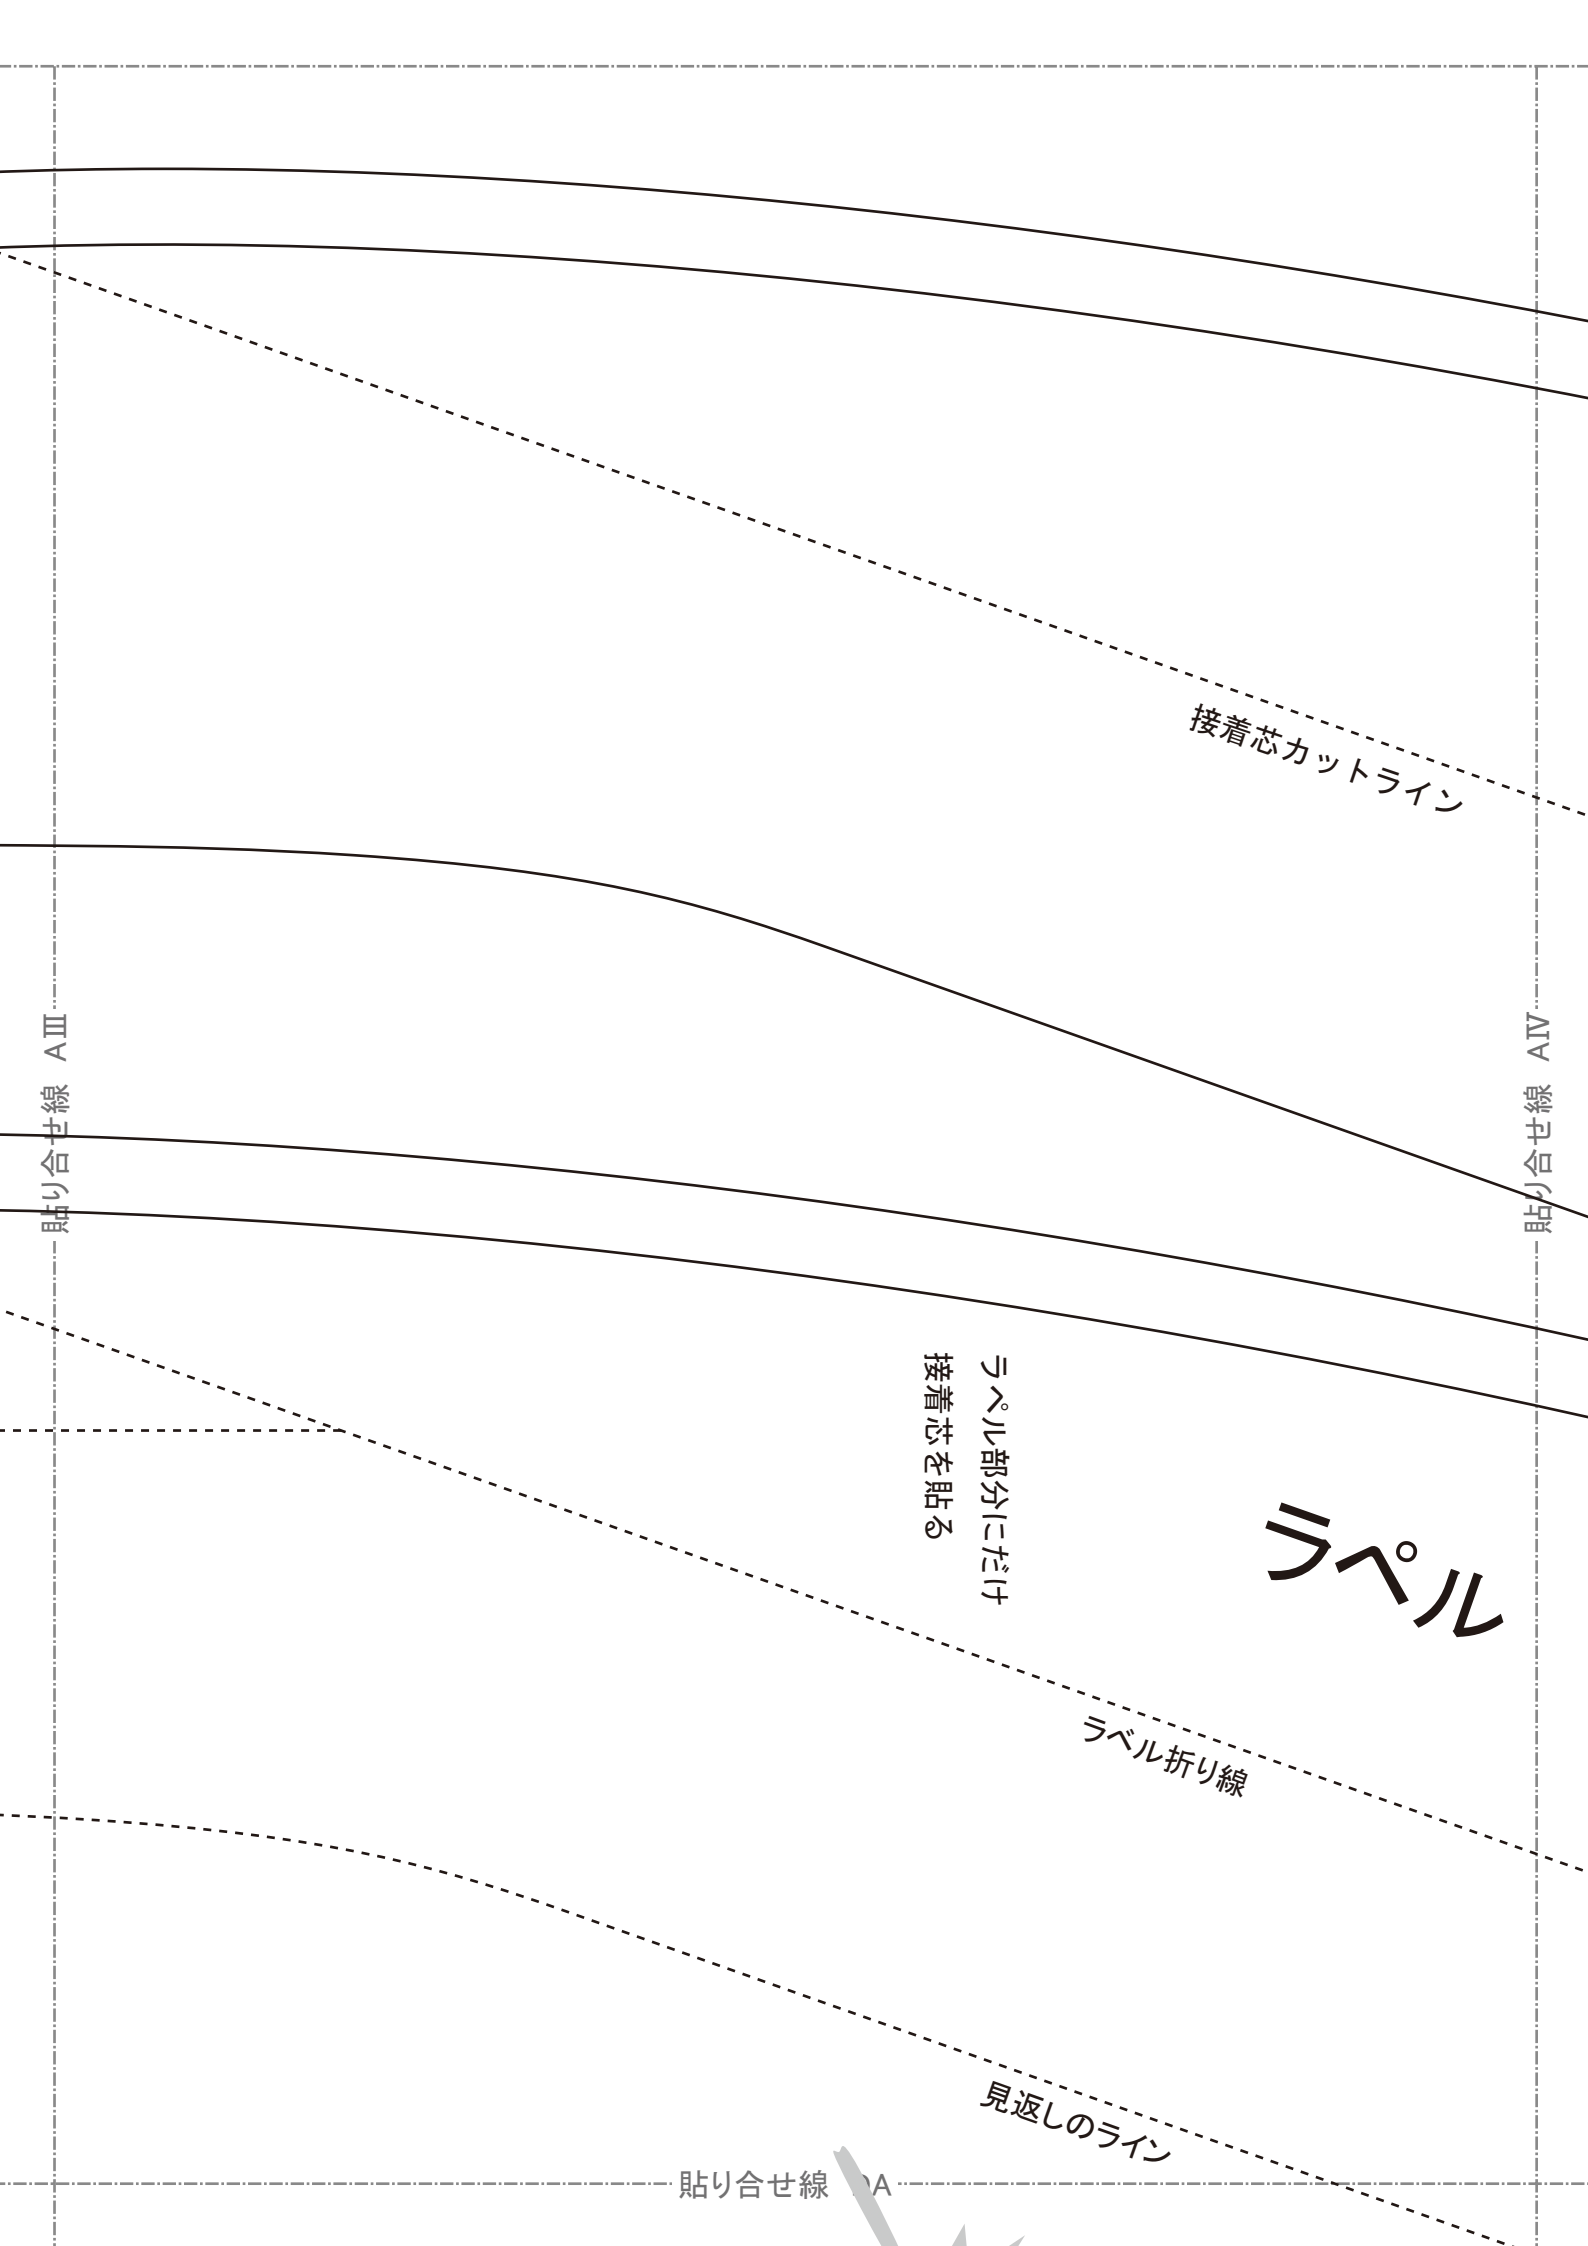 接着芯カットライン
貼り合せ線 AⅢ
貼り合せ線 AⅣ
ラペル部分にだけ
接着芯を貼る
ラペル
ラペル折り線
見返しのライン
貼り合せ線